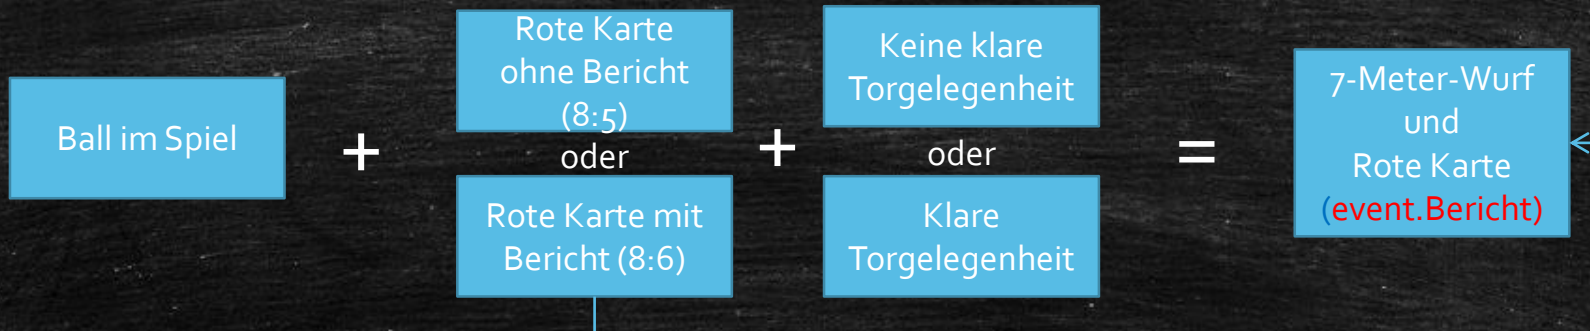 Ball im Spiel
+
Rote Karte
ohne Bericht
(8:5)
oder
Rote Karte mit
Bericht (8:6)
+
Keine klare
Torgelegenheit
oder
Klare
Torgelegenheit
=
7-Meter-Wurf
und
Rote Karte
(event.Bericht)